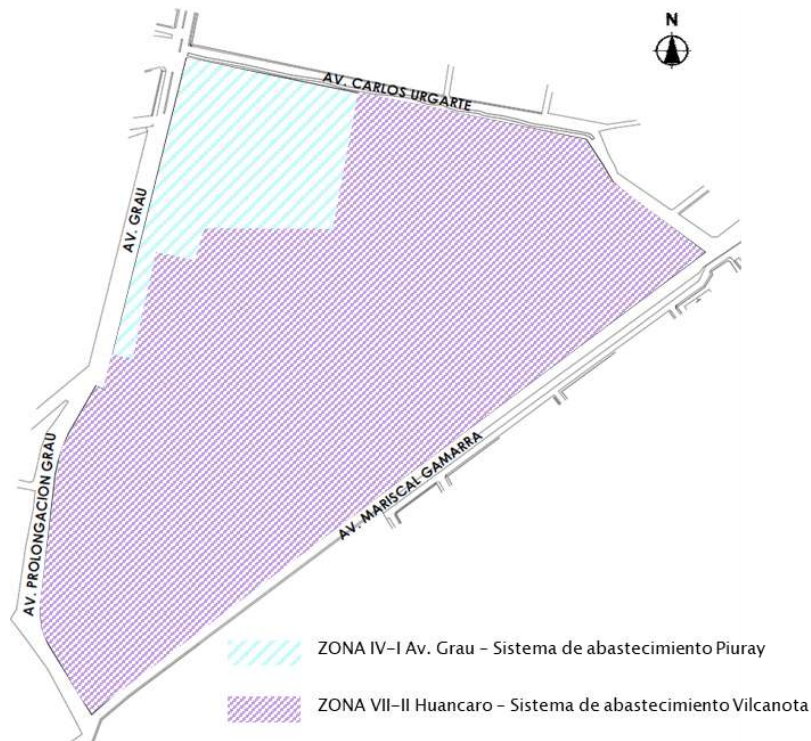 N
AV. CARLOS URGARTE
AV. GRAU
AV. PROLONGACION GRAU
AV. MARISCAL GAMARRA
ZONA IV-I Av. Grau - Sistema de abastecimiento Piuray
ZONA VII-II Huancaro - Sistema de abastecimiento Vilcanota